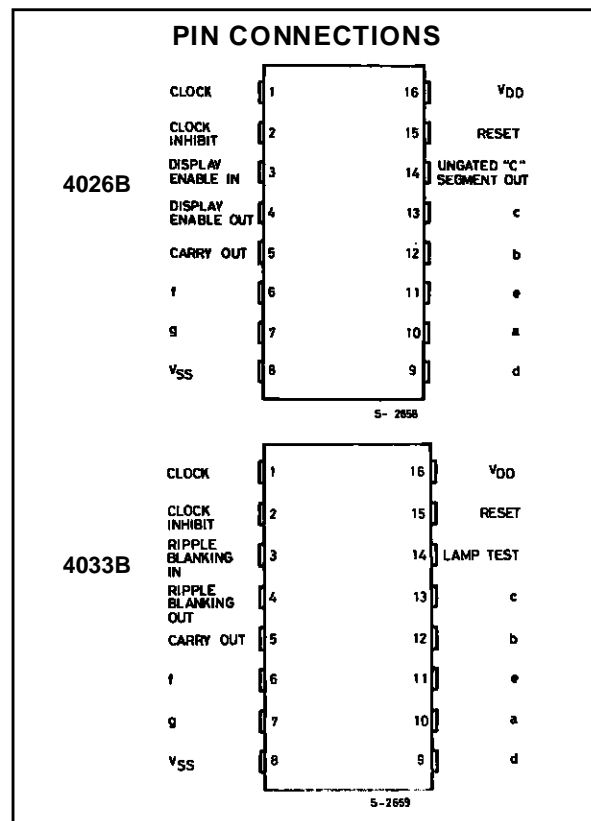 PIN CONNECTIONS
4026B
CLOCK 1 16 VDD
CLOCK INHIBIT 2 15 RESET
DISPLAY ENABLE IN 3 14 UNGATED "C" SEGMENT OUT
DISPLAY ENABLE OUT 4 13 c
CARRY OUT 5 12 b
f 6 11 e
g 7 10 a
VSS 8 9 d
S- 2658
4033B
CLOCK 1 16 VDD
CLOCK INHIBIT 2 15 RESET
RIPPLE BLANKING IN 3 14 LAMP TEST
RIPPLE BLANKING OUT 4 13 c
CARRY OUT 5 12 b
f 6 11 e
g 7 10 a
VSS 8 9 d
S-2659